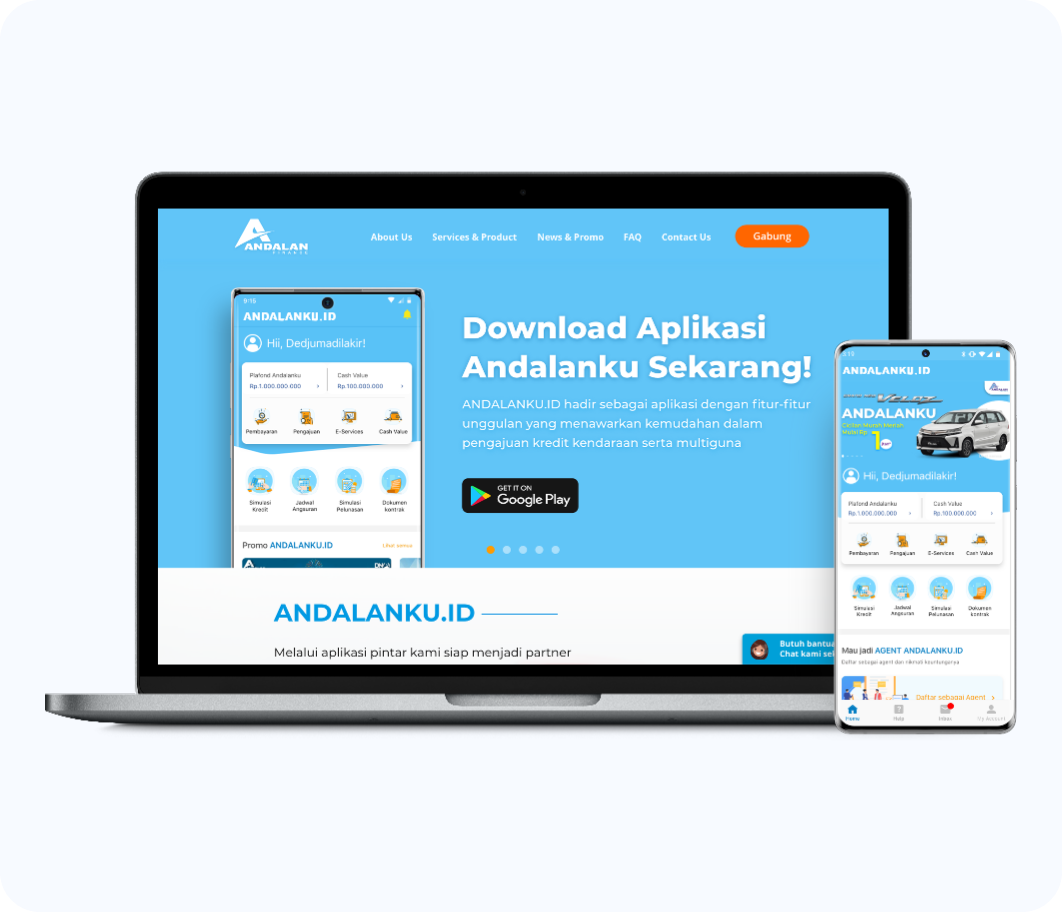 ANDALAN
FINANCE
About Us
Services & Product
News & Promo
FAQ
Contact Us
Gabung
9:15
ANDALANKU.ID
Hii, Dedjumadilakir!
Plafond Andalanku
Cash Value
Rp.1.000.000.000
Rp.100.000.000
Pembayaran
Pengajuan
E-Services
Cash Value
Simulasi
Kredit
Jadwal
Angsuran
Simulasi
Pelunasan
Dokumen
kontrak
Promo ANDALANKU.ID
Lihat semua
Download Aplikasi
Andalanku Sekarang!
ANDALANKU.ID hadir sebagai aplikasi dengan fitur-fitur
unggulan yang menawarkan kemudahan dalam
pengajuan kredit kendaraan serta multiguna
GET IT ON
Google Play
ANDALANKU.ID
Melalui aplikasi pintar kami siap menjadi partner
Butuh bantua
Chat kami se
ANDALANKU.ID
Veloz
ANDALANKU
Cicilan Murah Meriah
Mulai Rp.
1
Hii, Dedjumadilakir!
Plafond Andalanku
Cash Value
Rp.1.000.000.000
Rp.100.000.000
Pembayaran
Pengajuan
E-Services
Cash Value
Simulasi
Kredit
Jadwal
Angsuran
Simulasi
Pelunasan
Dokumen
kontrak
Mau jadi AGENT ANDALANKU.ID
Daftar sebagai agent dan nikmati keuntunganya
Daftar sebagai Agent
Home
Help
Inbox
My Account